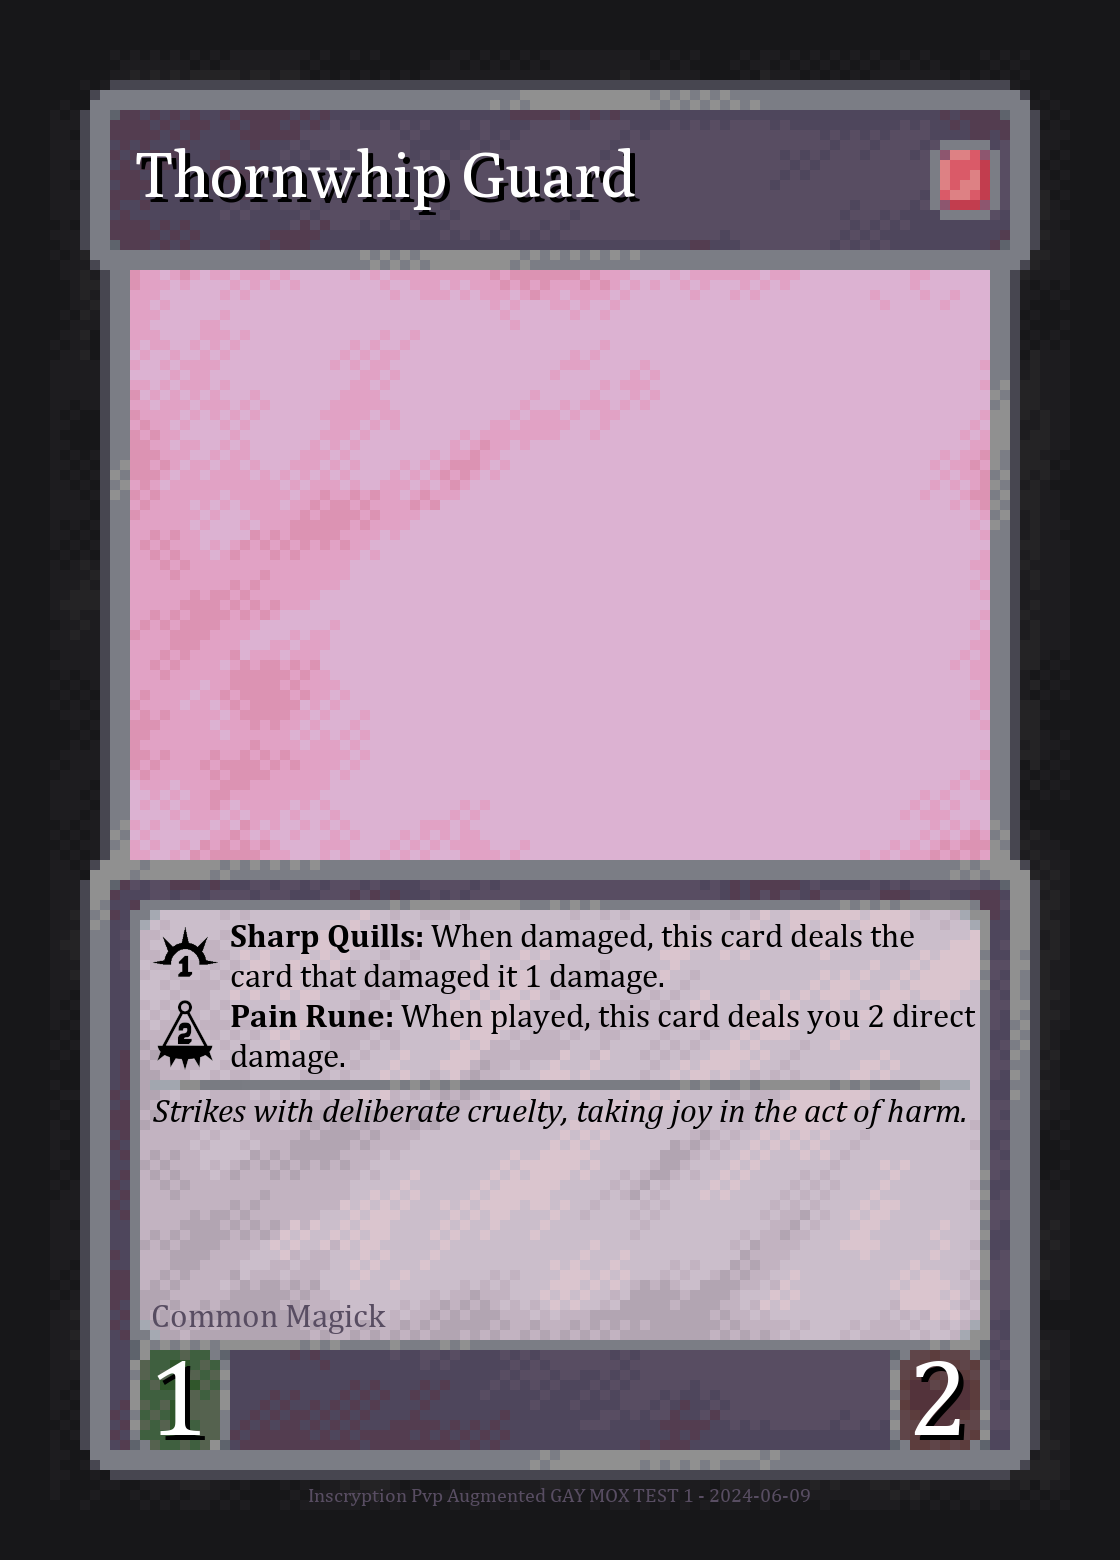 Thornwhip Guard
1
Sharp Quills: When damaged, this card deals the
card that damaged it 1 damage.
2
Pain Rune: When played, this card deals you 2 direct
damage.
Strikes with deliberate cruelty, taking joy in the act of harm.
Common Magick
1
2
Inscryption Pvp Augmented GAY MOX TEST 1 - 2024-06-09